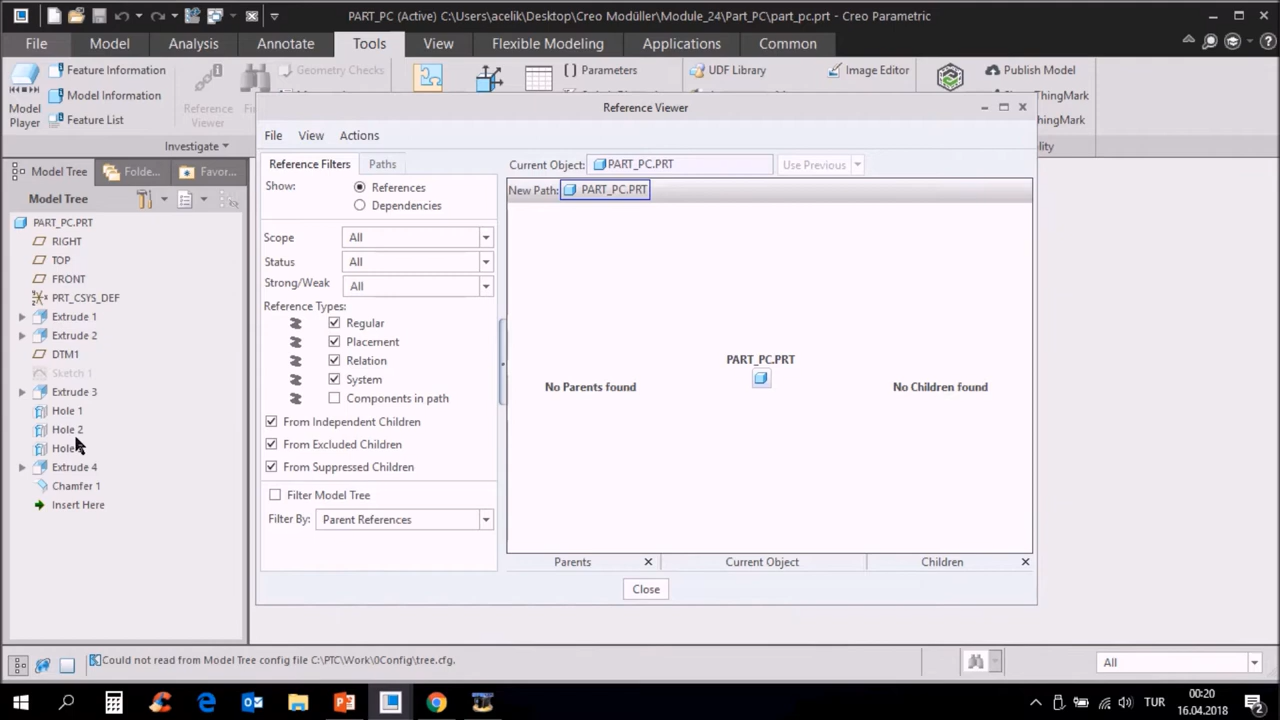 PART_PC (Active) C:\Users\acelik\Desktop\Creo Modüller\Module_24\Part_PC\part_pc.prt - Creo Parametric
File Model Analysis Annotate Tools View Flexible Modeling Applications Common
Feature Information
Model Information
Feature List
Model Player
Reference Viewer
Geometry Checks
Parameters
UDF Library
Image Editor
Publish Model
ThingMark
ThingMark
Investigate
Model Tree
Folde...
Favor...
Model Tree
PART_PC.PRT
RIGHT
TOP
FRONT
PRT_CSYS_DEF
Extrude 1
Extrude 2
DTM1
Sketch 1
Extrude 3
Hole 1
Hole 2
Hole
Extrude 4
Chamfer 1
Insert Here
Reference Viewer
File View Actions
Reference Filters Paths
Show: References
Dependencies
Scope All
Status All
Strong/Weak All
Reference Types:
Regular
Placement
Relation
System
Components in path
From Independent Children
From Excluded Children
From Suppressed Children
Filter Model Tree
Filter By: Parent References
Current Object: PART_PC.PRT Use Previous
New Path: PART_PC.PRT
PART_PC.PRT
No Parents found
No Children found
Parents Current Object Children
Close
Could not read from Model Tree config file C:\PTC\Work\0Config\tree.cfg.
All
TUR
00:20
16.04.2018
2